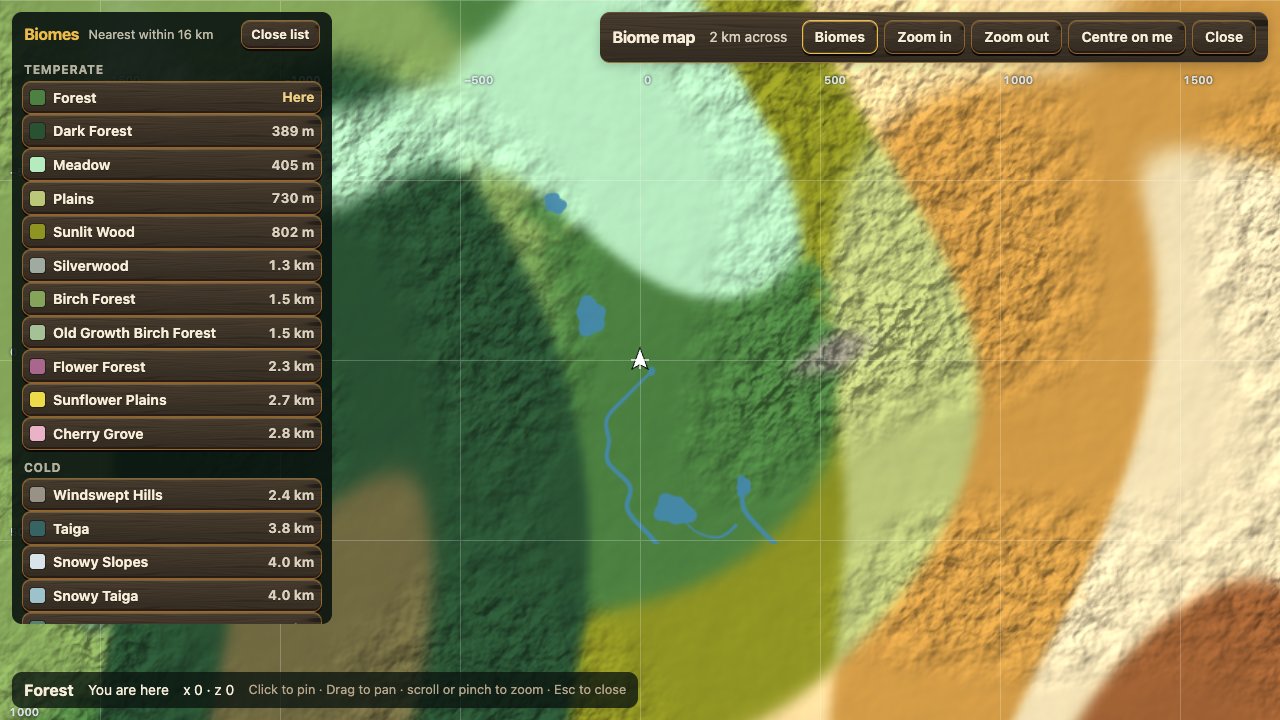 Biomes Nearest within 16 km Close list
Biome map 2 km across Biomes Zoom in Zoom out Centre on me Close
TEMPERATE
-500 0 500 1000 1500
Forest Here
Dark Forest 389 m
Meadow 405 m
Plains 730 m
Sunlit Wood 802 m
Silverwood 1.3 km
Birch Forest 1.5 km
Old Growth Birch Forest 1.5 km
Flower Forest 2.3 km
Sunflower Plains 2.7 km
Cherry Grove 2.8 km
COLD
Windswept Hills 2.4 km
Taiga 3.8 km
Snowy Slopes 4.0 km
Snowy Taiga 4.0 km
Forest You are here x 0 · z 0 Click to pin · Drag to pan · scroll or pinch to zoom · Esc to close
1000